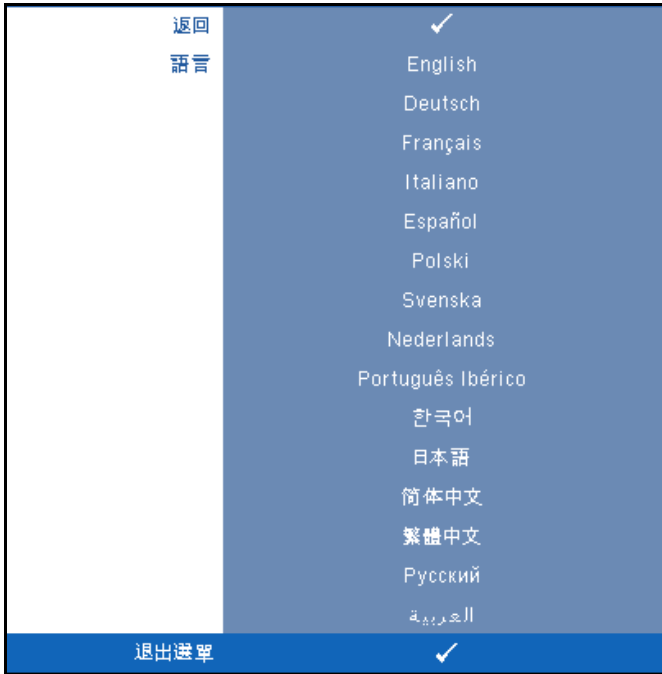 返回 ✓
語言 English
Deutsch
Français
Italiano
Español
Polski
Svenska
Nederlands
Português Ibérico
한국어
日本語
简体中文
繁體中文
Русский
العربية
退出選單 ✓